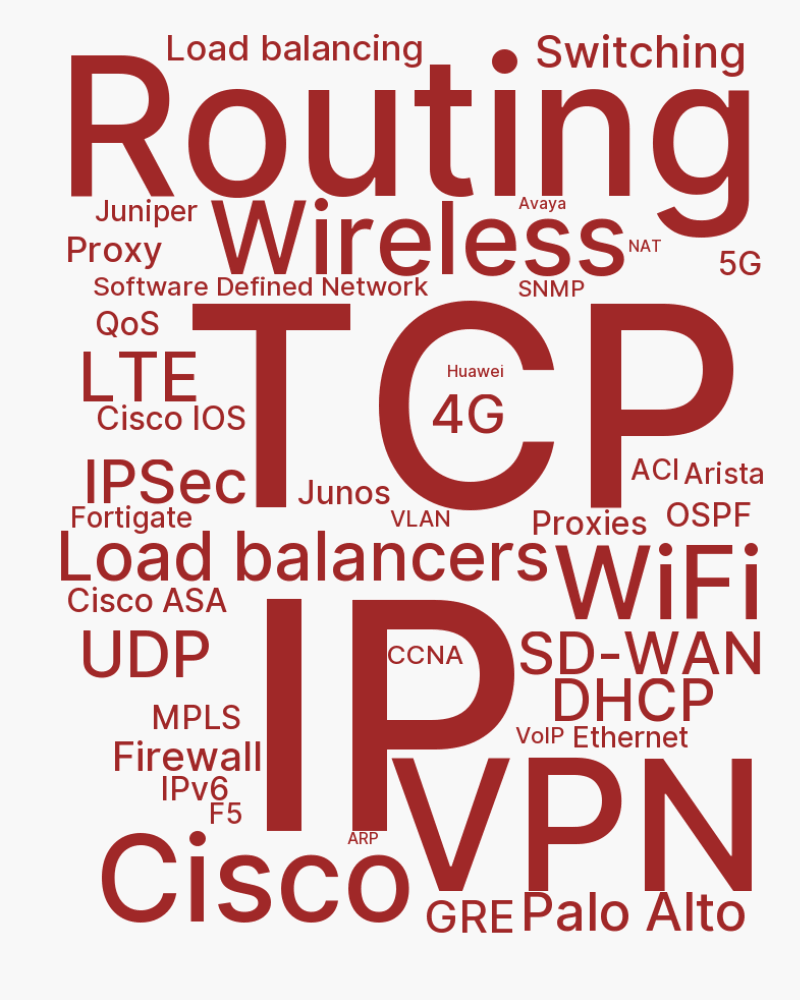 Load balancing
Switching
Routing
Juniper
Wireless
Avaya
Proxy
NAT
5G
Software Defined Network
SNMP
QoS
TCP
LTE
Huawei
4G
Cisco IOS
IPSec
Junos
ACI
Arista
Fortigate
VLAN
Proxies
OSPF
Load balancers
WiFi
Cisco ASA
IP
UDP
CCNA
SD-WAN
DHCP
MPLS
VoIP
Ethernet
Firewall
IPv6
F5
VPN
ARP
Cisco
GRE
Palo Alto